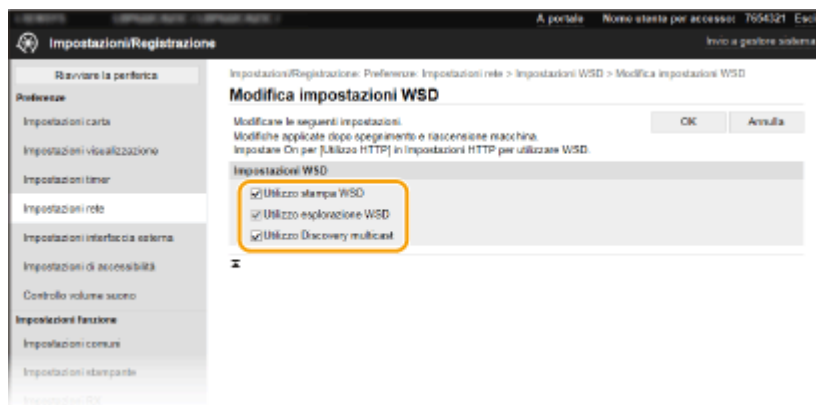 A portale Nome utente per accesso: 7654321 Esci
Impostazioni/Registrazione
Invio a gestore sistema
Riavviare la periferica
Preferenze
Impostazioni carta
Impostazioni visualizzazione
Impostazioni timer
Impostazioni rete
Impostazioni interfaccia esterna
Impostazioni di accessibilità
Controllo volume suono
Impostazioni funzione
Impostazioni comuni
Impostazioni stampante
Impostazioni/Registrazione: Preferenze: Impostazioni rete > Impostazioni WSD > Modifica impostazioni WSD
Modifica impostazioni WSD
Modificare le seguenti impostazioni.
Modifiche applicate dopo spegnimento e riaccensione macchina.
Impostare On per [Utilizzo HTTP] in Impostazioni HTTP per utilizzare WSD.
OK Annulla
Impostazioni WSD
Utilizzo stampa WSD
Utilizzo esplorazione WSD
Utilizzo Discovery multicast